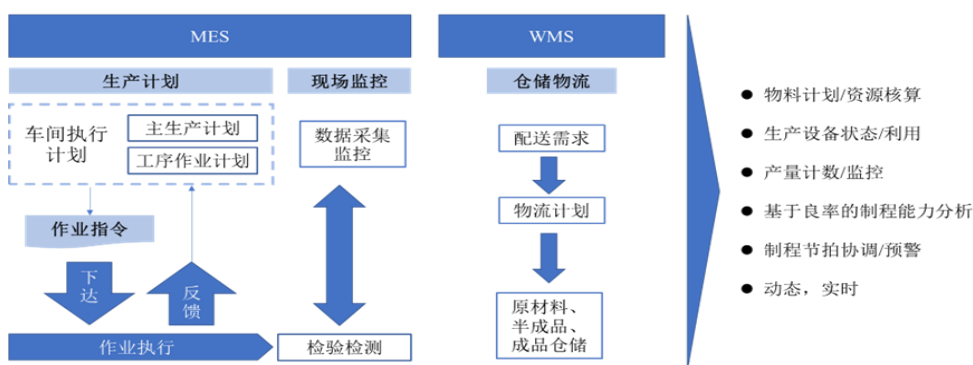 MES
WMS
生产计划
现场监控
仓储物流
车间执行
计划
主生产计划
工序作业计划
数据采集
监控
作业指令
下
达
反
馈
作业执行
检验检测
配送需求
物流计划
原材料、
半成品、
成品仓储
● 物料计划/资源核算
● 生产设备状态/利用
● 产量计数/监控
● 基于良率的制程能力分析
● 制程节拍协调/预警
● 动态，实时